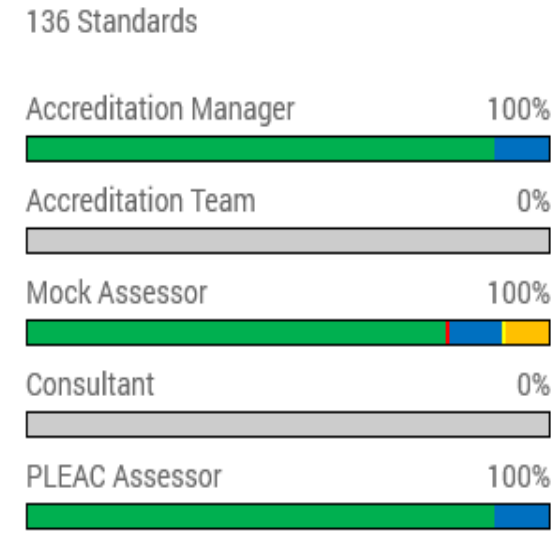 136 Standards
Accreditation Manager 100%
Accreditation Team 0%
Mock Assessor 100%
Consultant 0%
PLEAC Assessor 100%